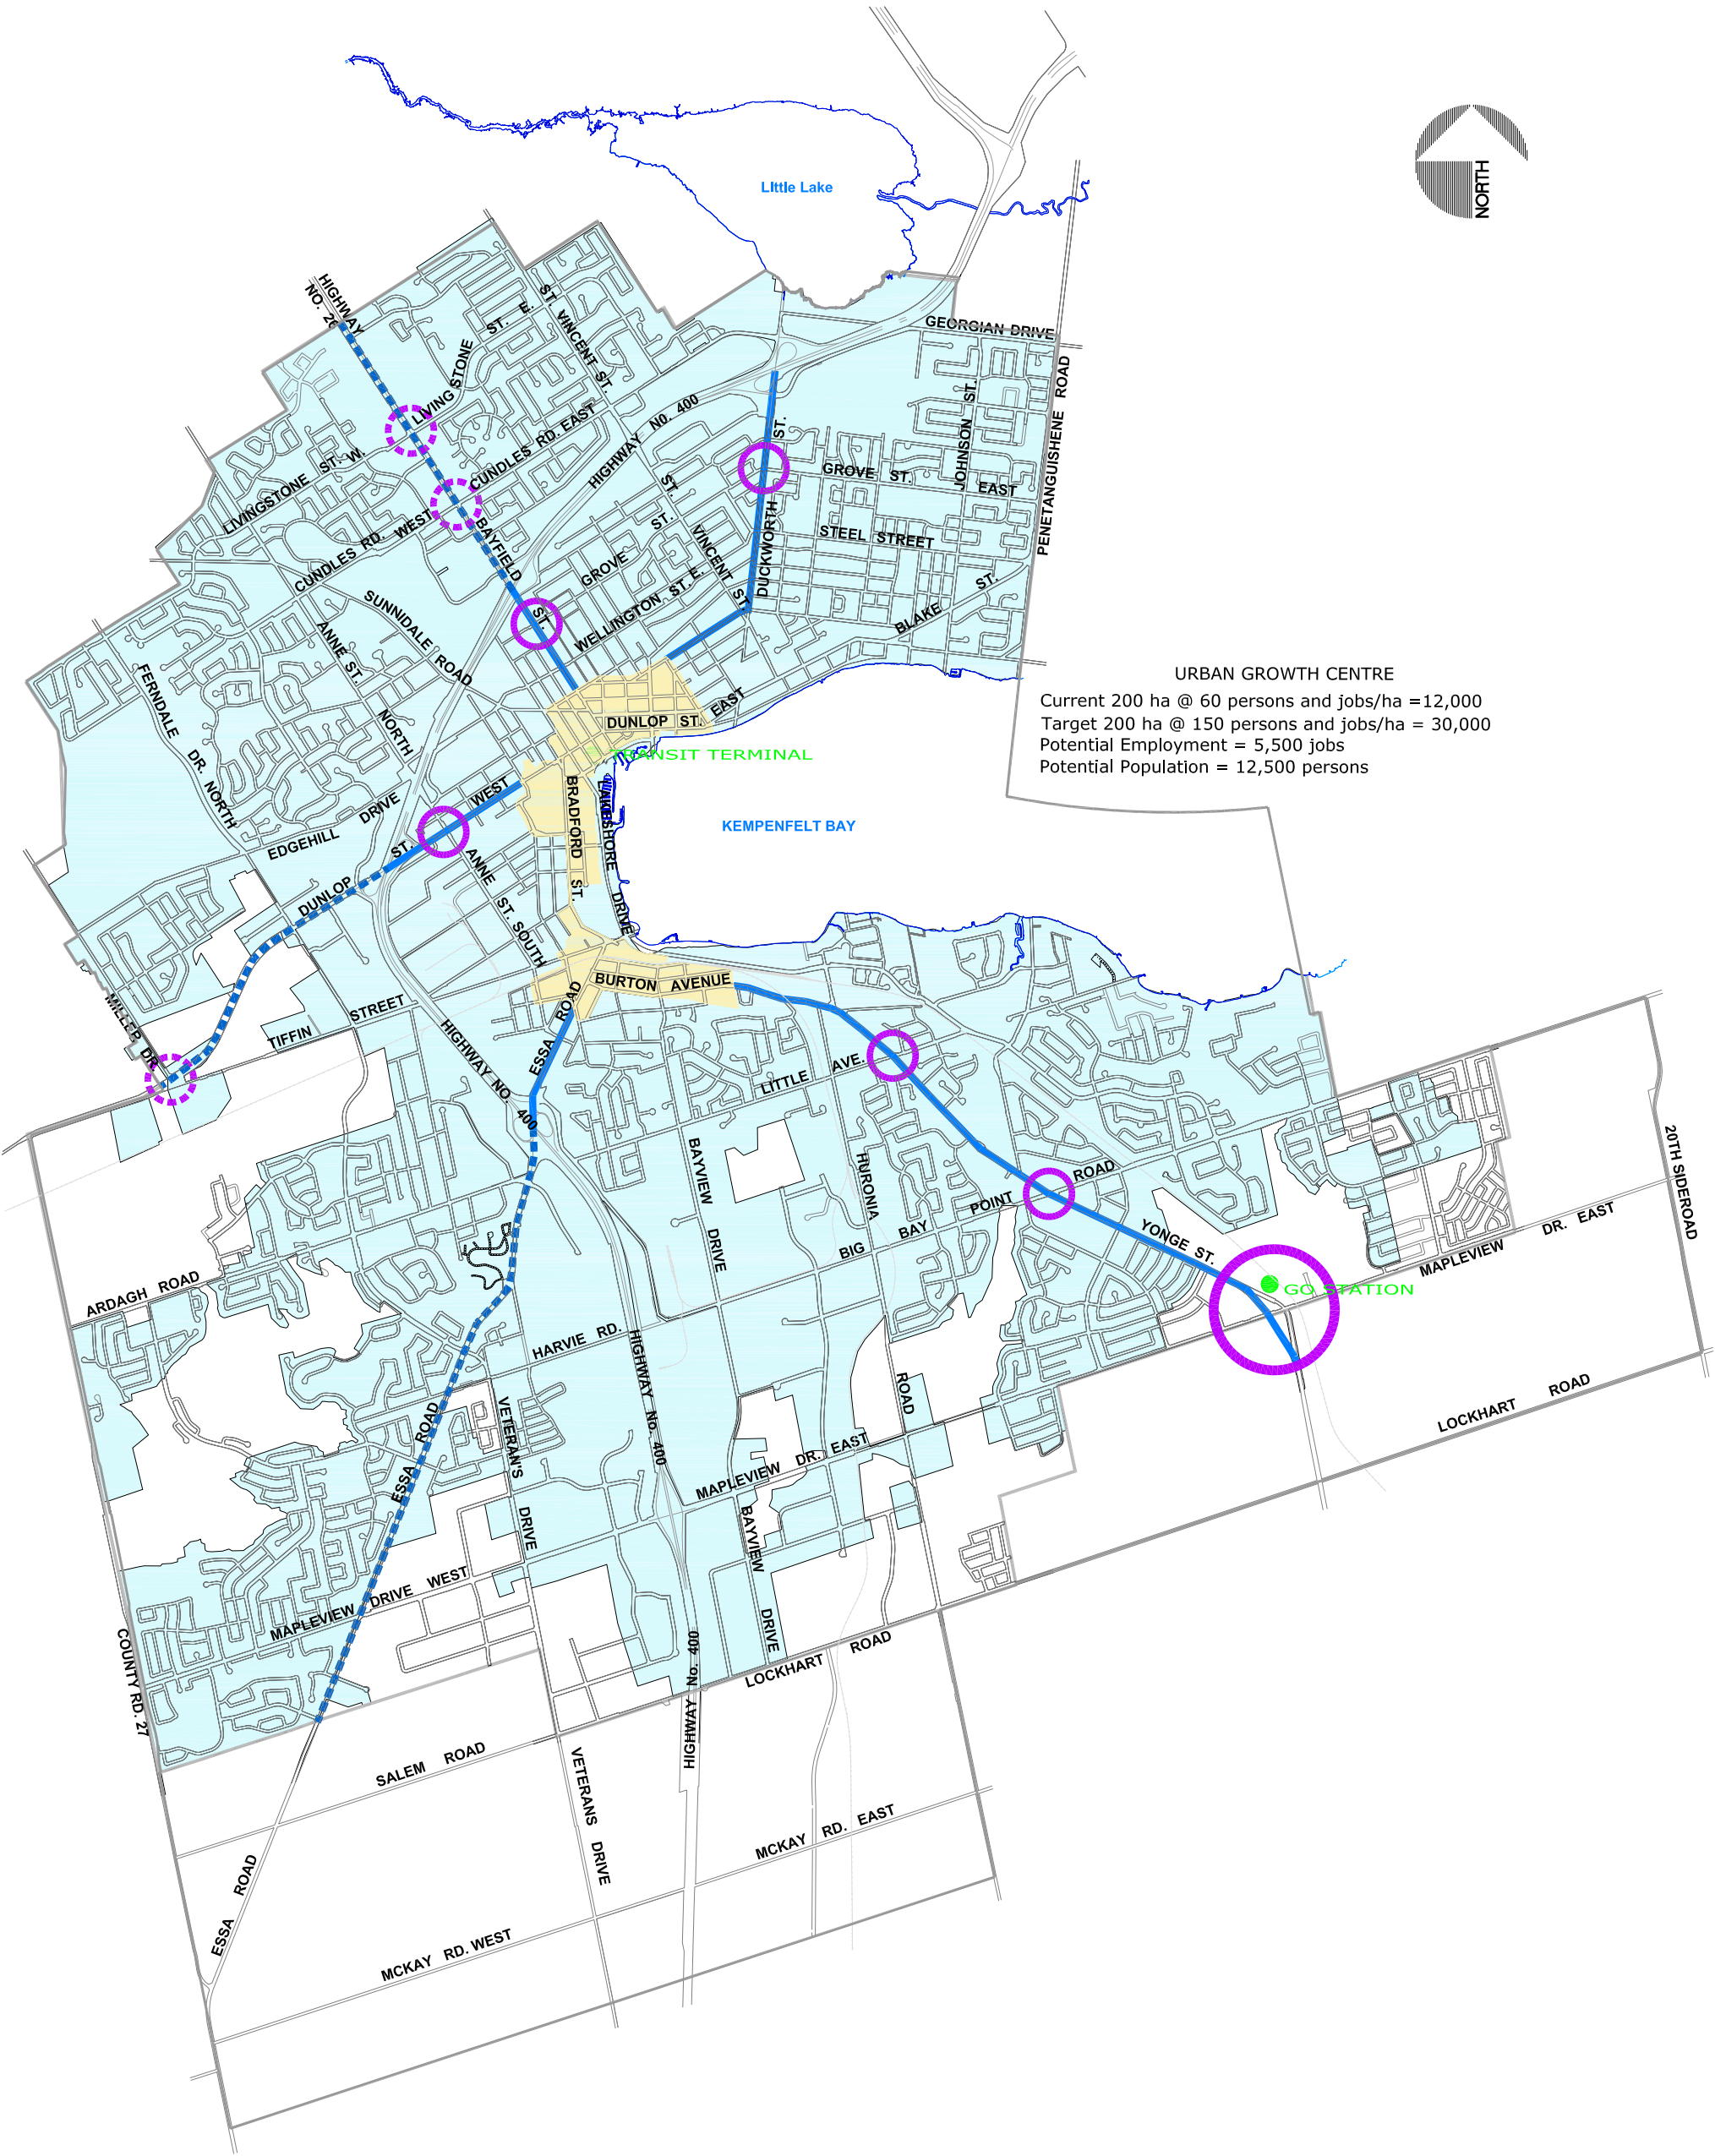 LIttle Lake
NORTH
HIGHWAY
NO. 26
ST. VINCENT ST.
LIVINGSTONE ST. E.
GEORGIAN DRIVE
PENETANGUISHENE ROAD
JOHNSON ST.
LIVINGSTONE ST. W.
CUNDLES RD. EAST
HIGHWAY NO. 400
DUCKWORTH ST.
GROVE ST. EAST
CUNDLES RD. WEST
BAYFIELD ST.
GROVE ST.
ST. VINCENT ST.
STEEL STREET
WELLINGTON ST. E.
BLAKE ST.
SUNNIDALE ROAD
ANNE ST. NORTH
FERNDALE DR. NORTH
URBAN GROWTH CENTRE
Current 200 ha @ 60 persons and jobs/ha =12,000
Target 200 ha @ 150 persons and jobs/ha = 30,000
Potential Employment = 5,500 jobs
Potential Population = 12,500 persons
DUNLOP ST. EAST
TRANSIT TERMINAL
BRADFORD ST.
LAKESHORE DRIVE
KEMPENFELT BAY
EDGEHILL DRIVE
DUNLOP ST. WEST
ANNE ST. SOUTH
BURTON AVENUE
MILLER DR.
TIFFIN STREET
HIGHWAY NO. 400
ESSA ROAD
LITTLE AVE.
BAYVIEW DRIVE
HURONIA ROAD
BIG BAY POINT ROAD
YONGE ST.
GO STATION
MAPLEVIEW DR. EAST
20TH SIDEROAD
ARDAGH ROAD
HARVIE RD.
HIGHWAY No. 400
VETERAN'S DRIVE
ESSA ROAD
MAPLEVIEW DR. EAST
BAYVIEW DRIVE
LOCKHART ROAD
MAPLEVIEW DRIVE WEST
COUNTY RD. 27
LOCKHART ROAD
HIGHWAY No. 400
SALEM ROAD
VETERANS DRIVE
MCKAY RD. EAST
ESSA ROAD
MCKAY RD. WEST